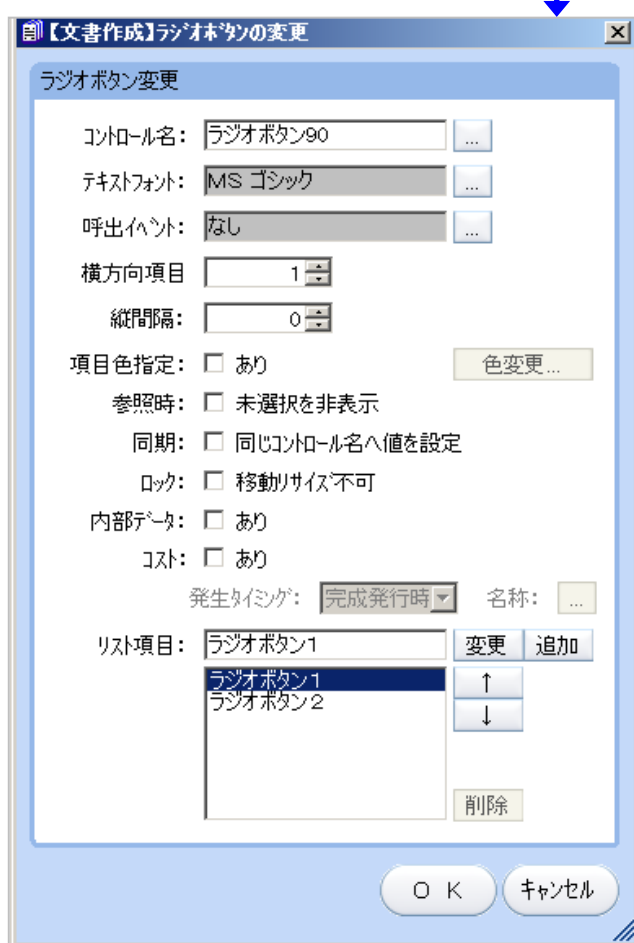 【文書作成】ﾗｼﾞｵﾎﾞﾀﾝの変更
ラジオボタン変更
ｺﾝﾄﾛｰﾙ名： ラジオボタン90 ...
ﾃｷｽﾄﾌｫﾝﾄ： MS ゴシック ...
呼出ｲﾍﾞﾝﾄ： なし ...
横方向項目 1
縦間隔： 0
項目色指定： あり 色変更...
参照時： 未選択を非表示
同期： 同じｺﾝﾄﾛｰﾙ名へ値を設定
ﾛｯｸ： 移動ﾘｻｲｽﾞ不可
内部ﾃﾞｰﾀ： あり
ｺｽﾄ： あり
発生ﾀｲﾐﾝｸﾞ： 完成発行時 名称： ...
ﾘｽﾄ項目： ラジオボタン1 変更 追加
ラジオボタン１ ↑
ラジオボタン２ ↓
削除
ＯＫ ｷｬﾝｾﾙ